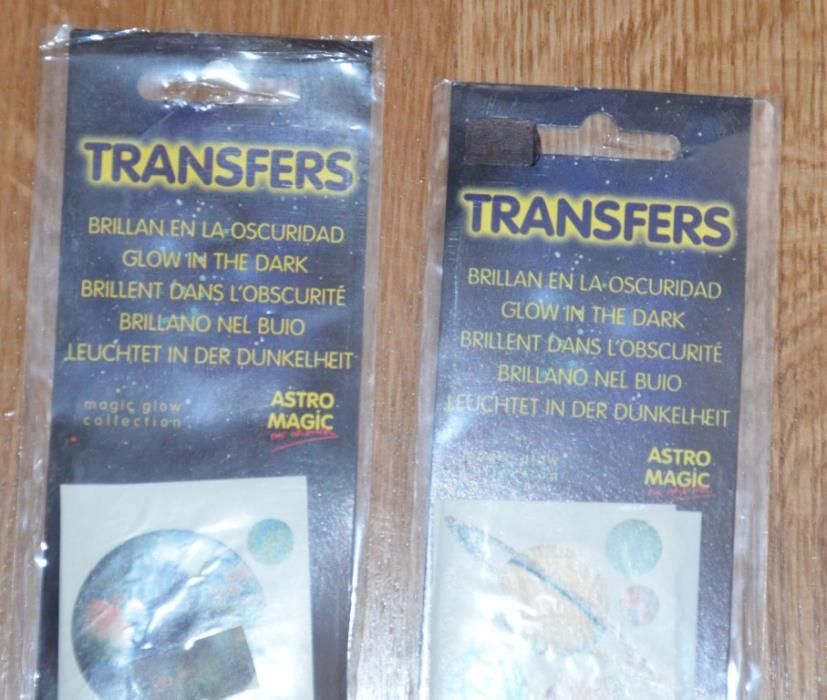 TRANSFERS
BRILLAN EN LA OSCURIDAD
GLOW IN THE DARK
BRILLENT DANS L'OBSCURITÉ
BRILLANO NEL BUIO
LEUCHTET IN DER DUNKELHEIT
magic glow
collection
ASTRO
MAGIC
TRANSFERS
BRILLAN EN LA OSCURIDAD
GLOW IN THE DARK
BRILLENT DANS L'OBSCURITÉ
BRILLANO NEL BUIO
LEUCHTET IN DER DUNKELHEIT
ASTRO
MAGIC